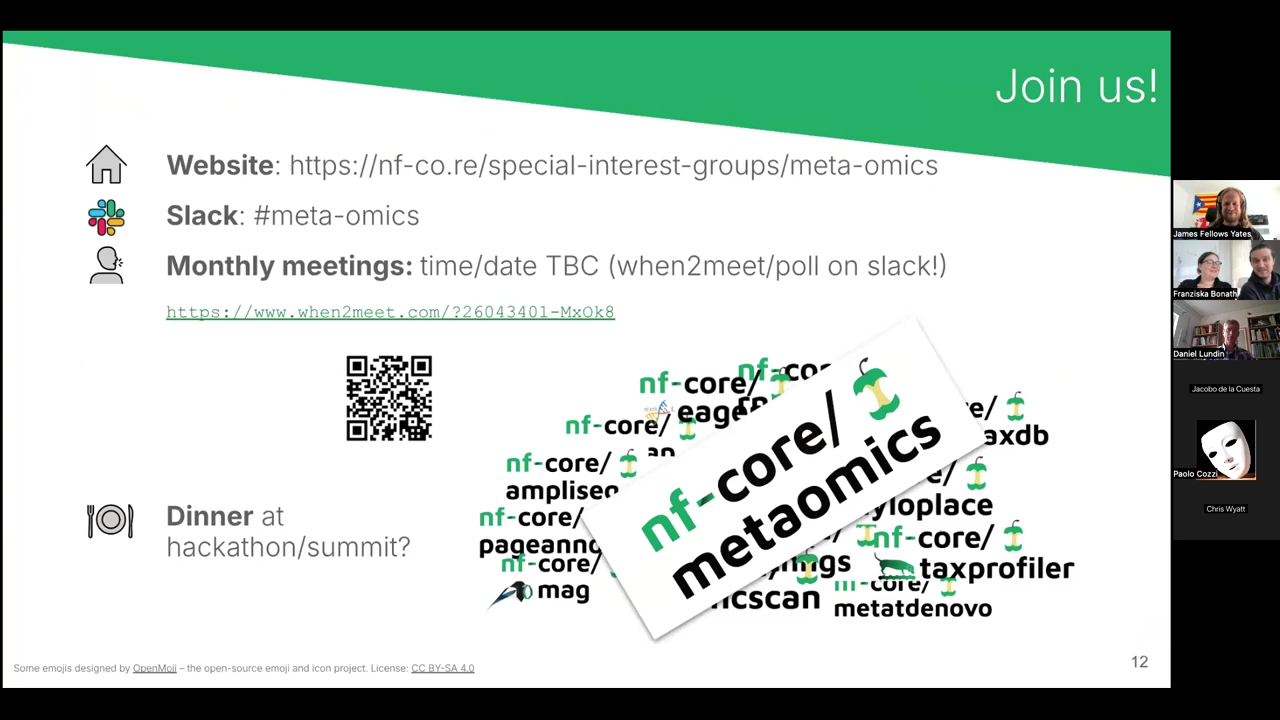 Join us!
Website: https://nf-co.re/special-interest-groups/meta-omics
Slack: #meta-omics
Monthly meetings: time/date TBC (when2meet/poll on slack!)
https://www.when2meet.com/?26043401-MxOk8
Dinner at
hackathon/summit?
nf-core/
metaomics
nf-core/
eager
nf-core/
nf-core/
nf-core/
ampliseq
nf-core/
nf-core/
mag
nf-core/
taxprofiler
nf-core/
metatdenovo
Some emojis designed by OpenMoji – the open-source emoji and icon project. License: CC BY-SA 4.0
12
James Fellows Yates
Franziska Bonath
Daniel Lundin
Jacobo de la Cuesta
Paolo Cozzi
Chris Wyatt